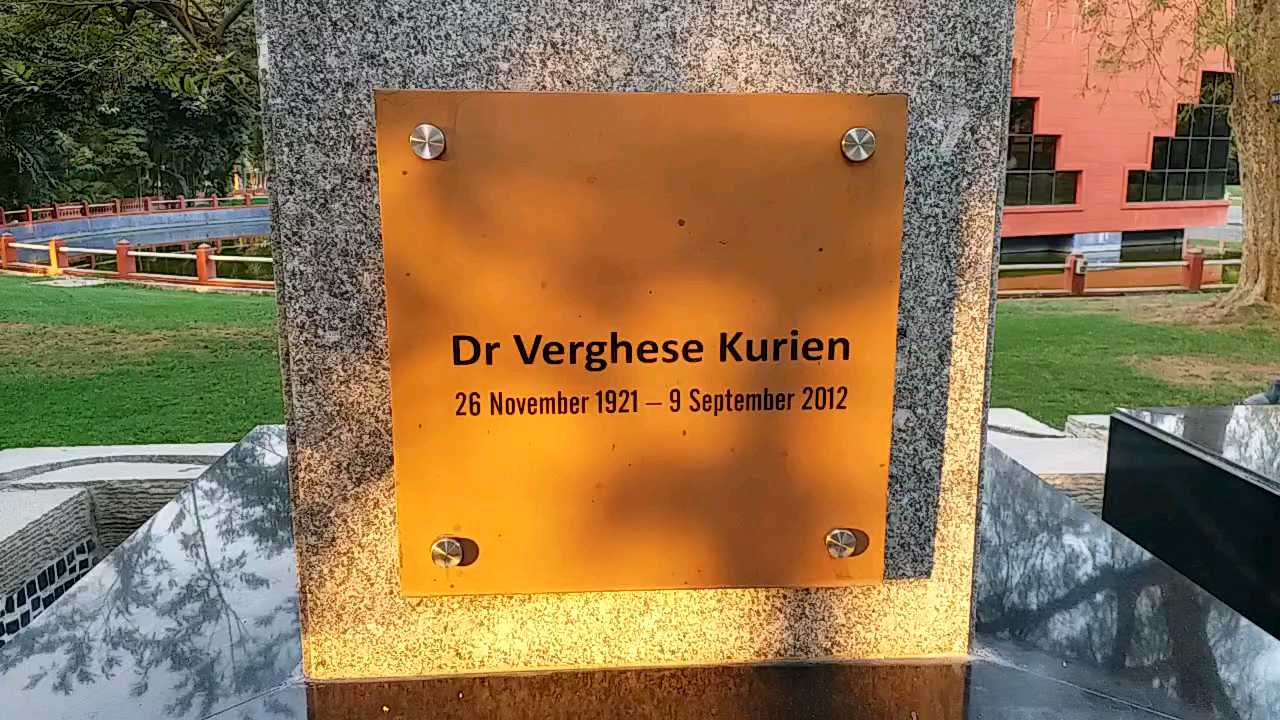 Dr Verghese Kurien
26 November 1921 – 9 September 2012